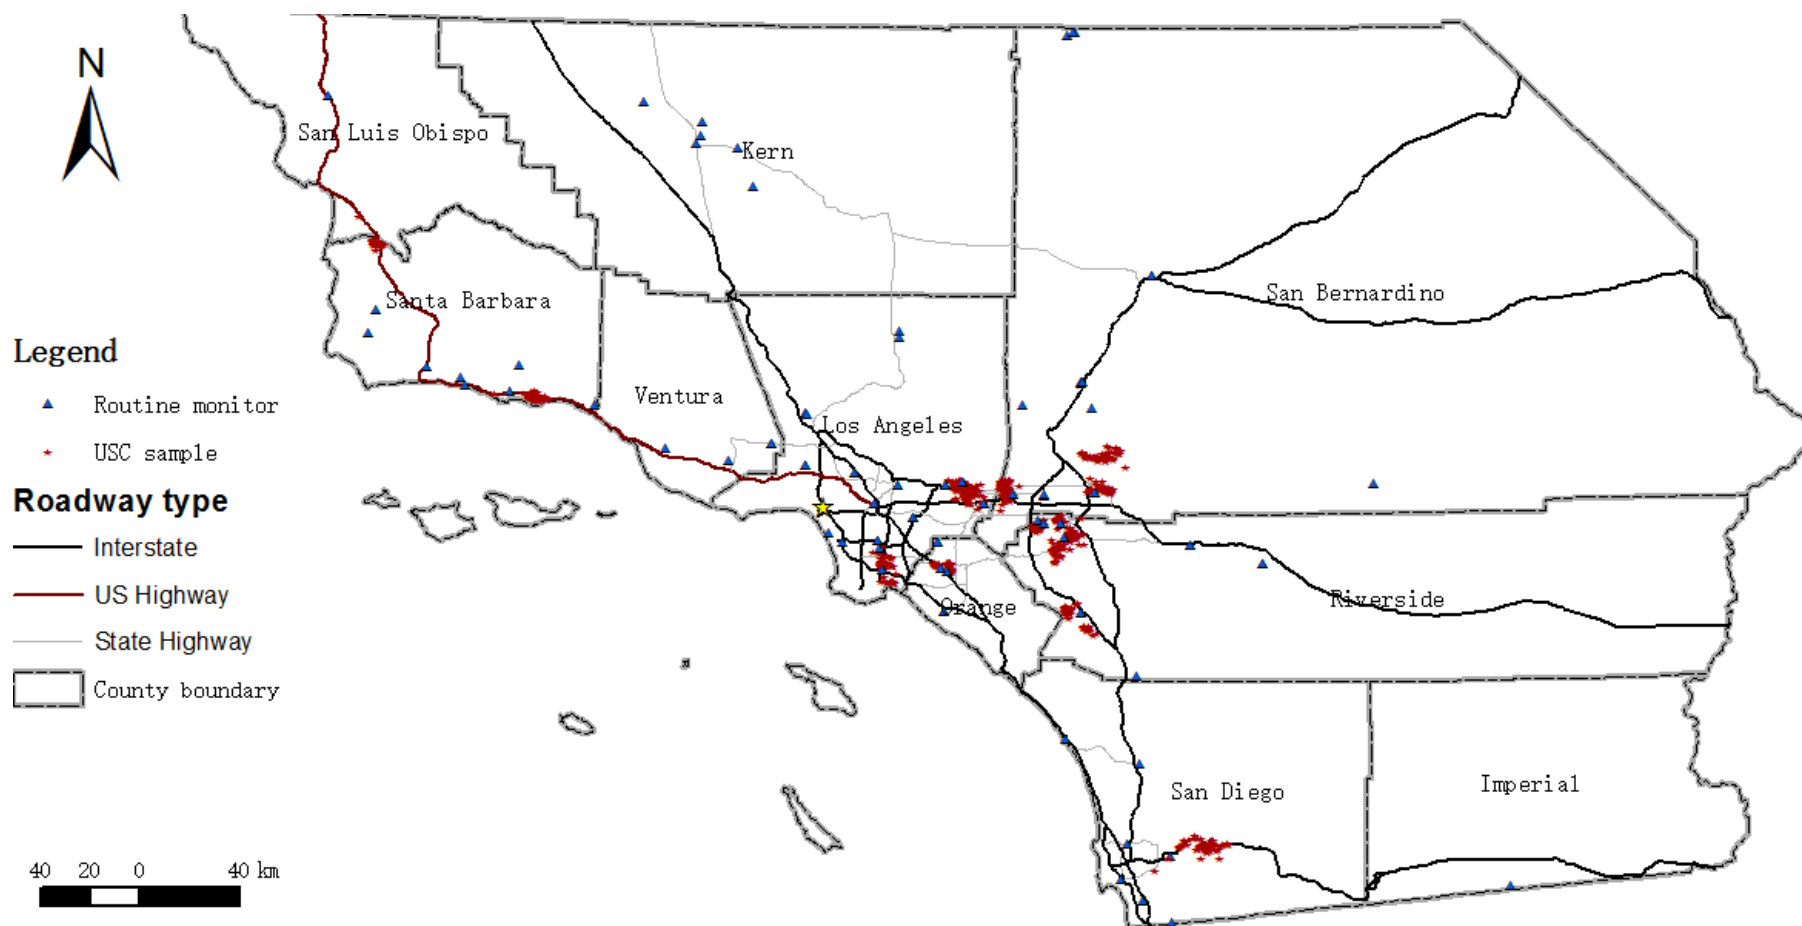 N
San Luis Obispo
Kern
Santa Barbara
San Bernardino
Legend
Ventura
Routine monitor
Los Angeles
USC sample
Roadway type
Interstate
US Highway
Orange
Riverside
State Highway
County boundary
San Diego
Imperial
40 20 0 40 km